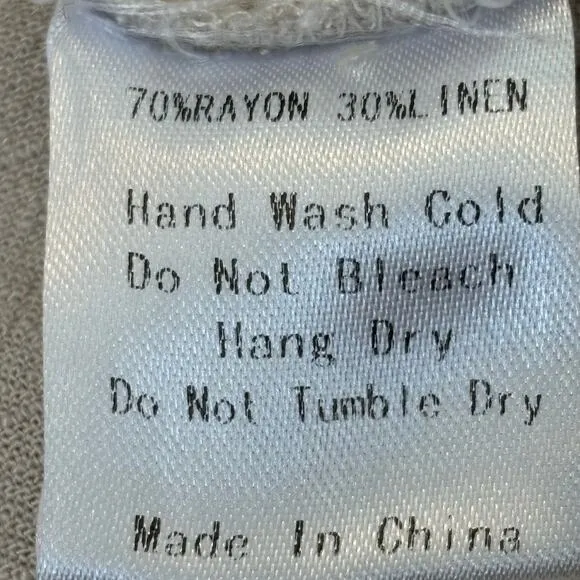 70%RAYON 30%LINEN
Hand Wash Cold
Do Not Bleach
Hang Dry
Do Not Tumble Dry
Made In China